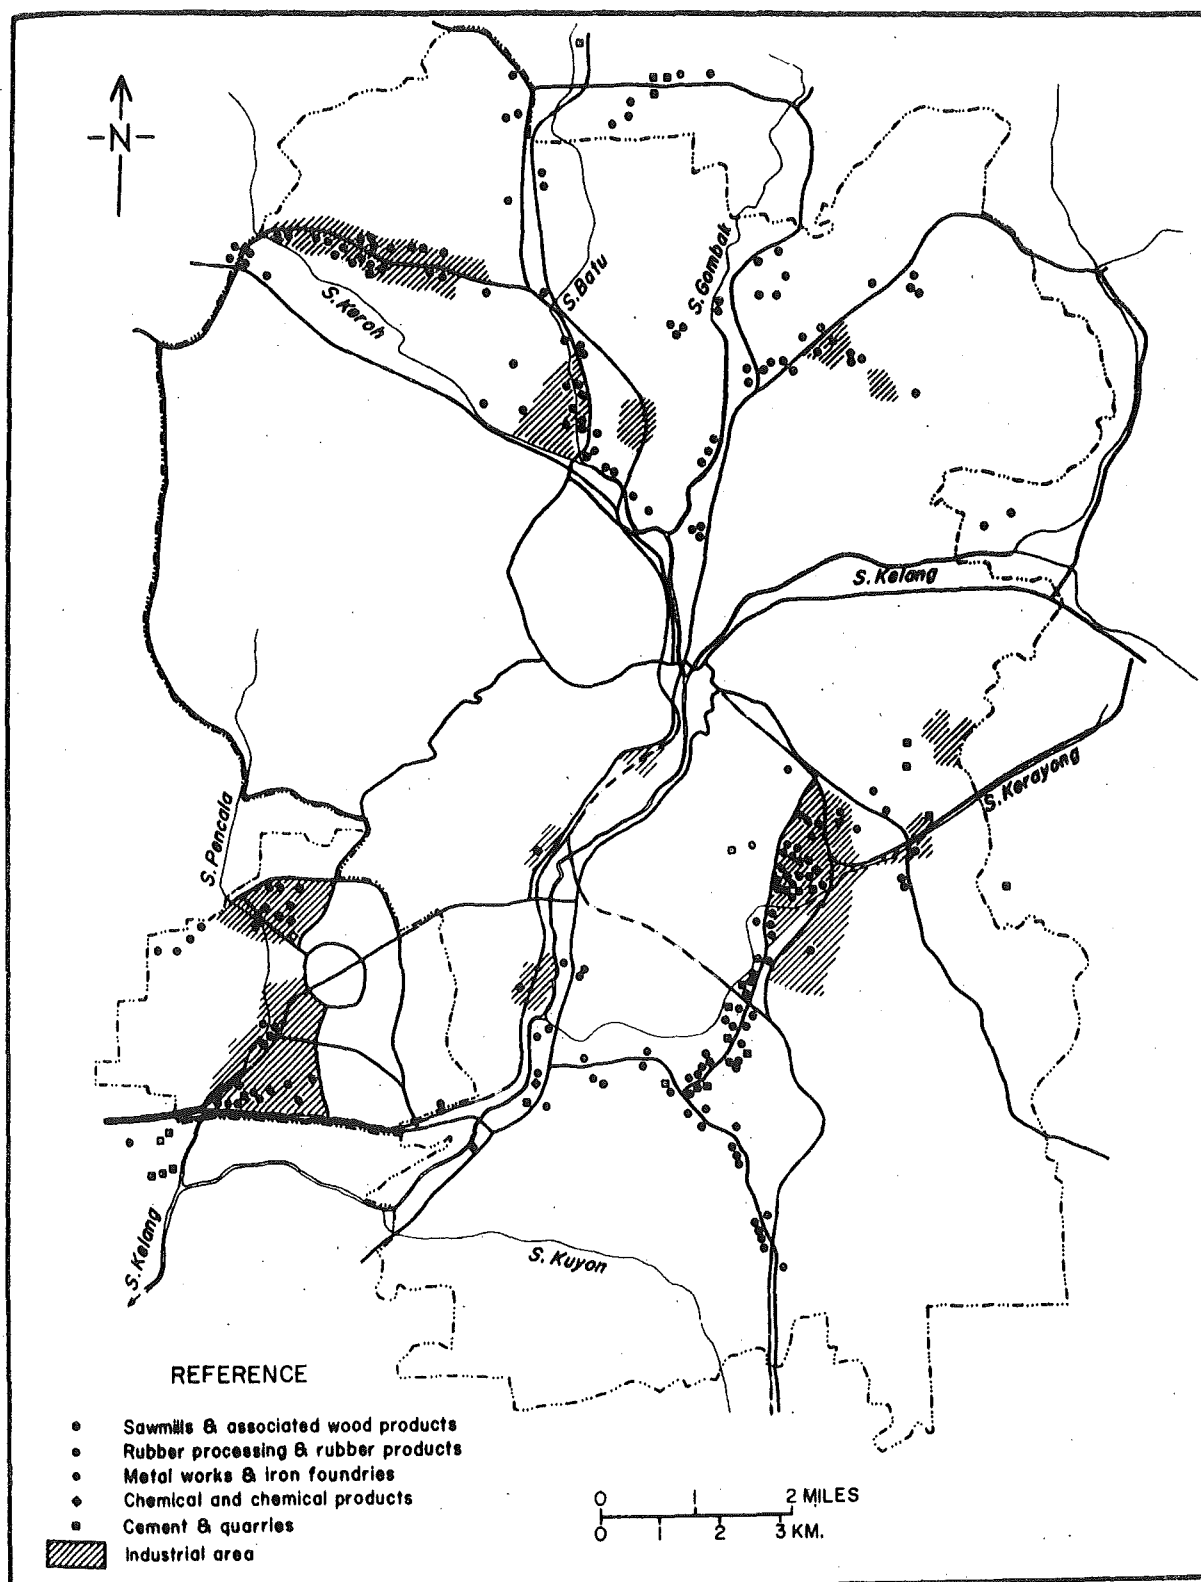 N
S. Keroh
S. Batu
S. Gombak
S. Kelang
S. Kerayong
S. Pencala
S. Kelang
S. Kuyon
REFERENCE
Sawmills & associated wood products
Rubber processing & rubber products
Metal works & iron foundries
Chemical and chemical products
Cement & quarries
Industrial area
0 1 2 MILES
0 1 2 3 KM.